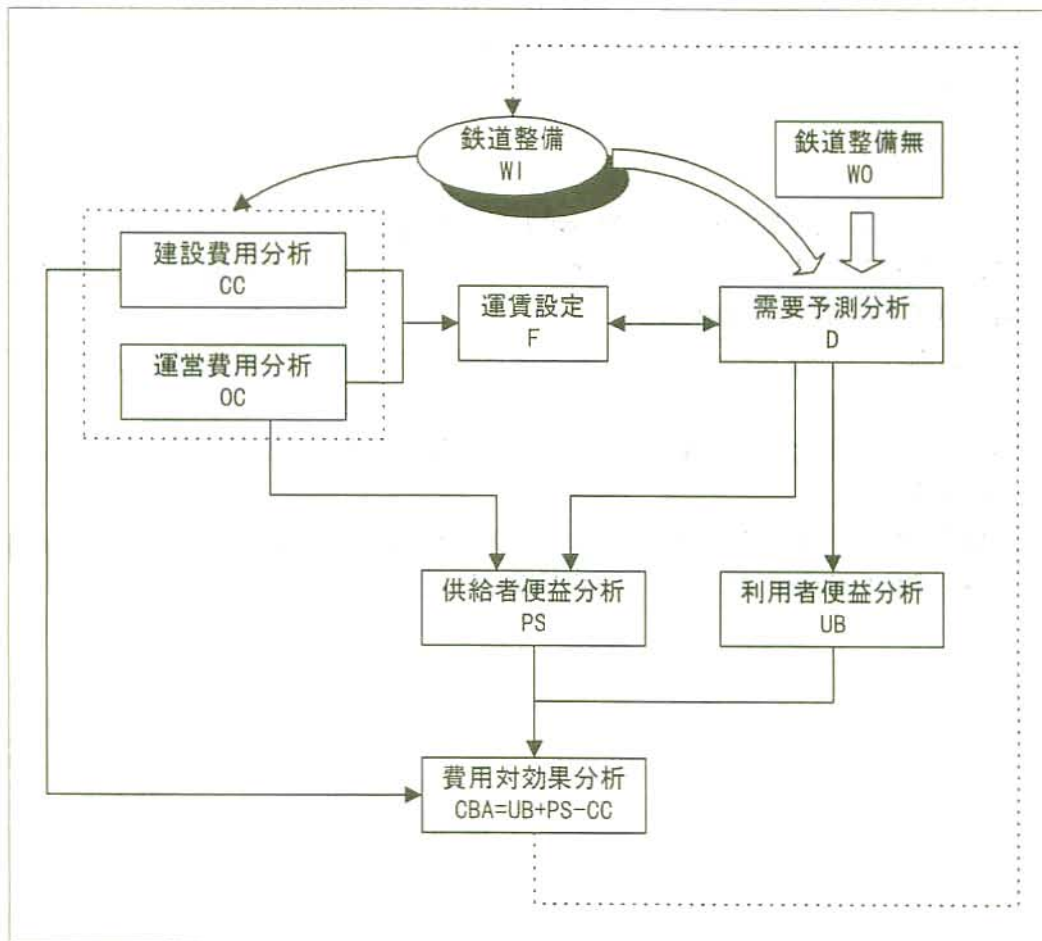 鉄道整備
WI
鉄道整備無
WO
建設費用分析
CC
運賃設定
F
需要予測分析
D
運営費用分析
OC
供給者便益分析
PS
利用者便益分析
UB
費用対効果分析
CBA=UB+PS-CC